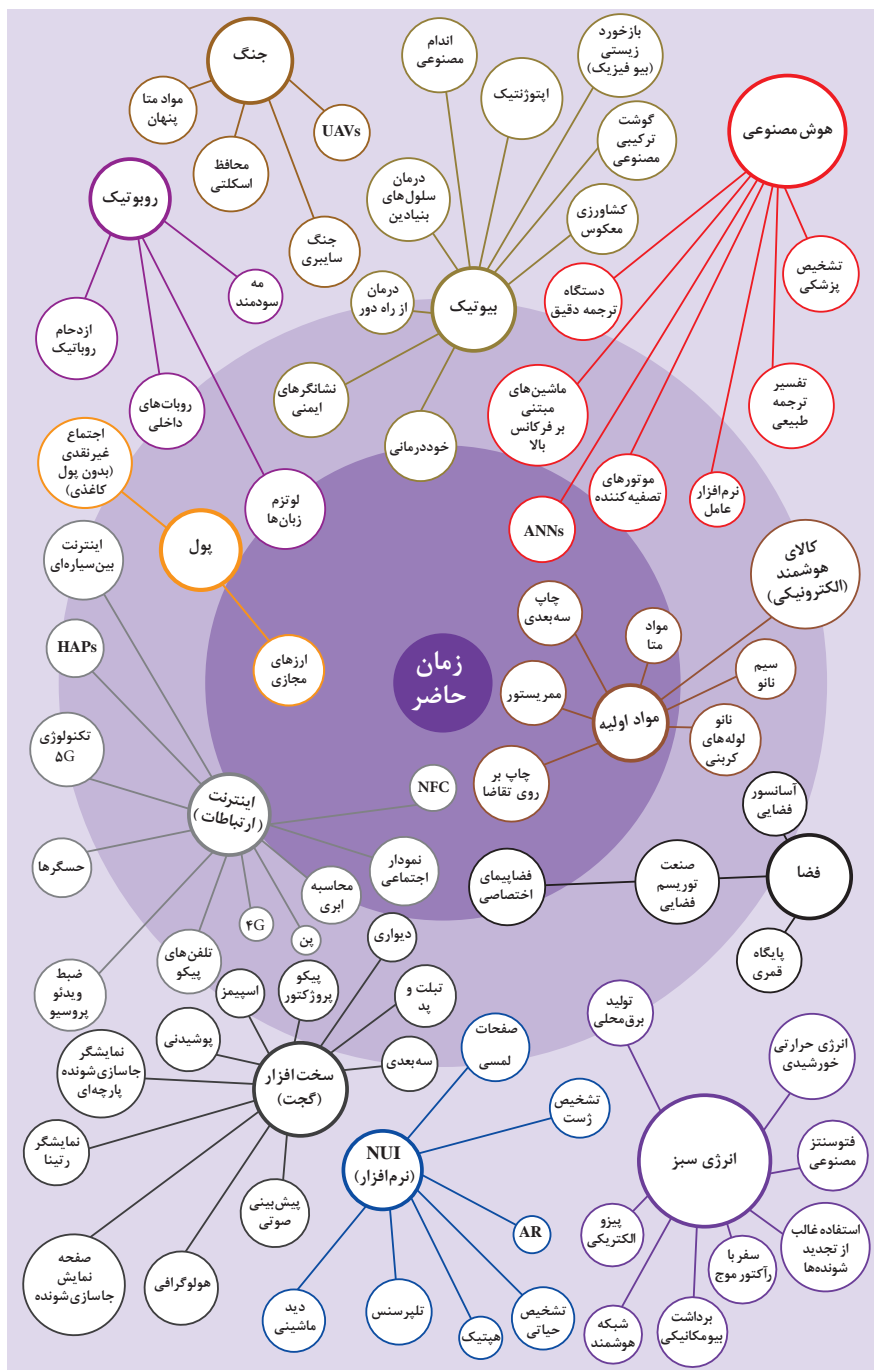 جنگ
مواد متا
پنهان
محافظ
اسکلتی
جنگ
سایبری
UAVs
روبوتیک
ازدحام
روباتیک
روبات‌های
داخلی
لوتزم
زبان‌ها
مه
سودمند
بیوتیک
اندام
مصنوعی
اپتوژنتیک
بازخورد
زیستی
(بیو فیزیک)
گوشت
ترکیبی
مصنوعی
کشاورزی
معکوس
درمان
سلول‌های
بنیادین
درمان
از راه دور
نشانگرهای
ایمنی
خوددرمانی
هوش مصنوعی
تشخیص
پزشکی
دستگاه
ترجمه دقیق
تفسیر
ترجمه
طبیعی
ماشین‌های
مبتنی
بر فرکانس
بالا
موتورهای
تصفیه‌کننده
نرم‌افزار
عامل
ANNs
پول
اجتماع
غیرنقدی
(بدون پول
کاغذی)
ارزهای
مجازی
زمان
حاضر
مواد اولیه
چاپ
سه‌بعدی
مواد
متا
کالای
هوشمند
(الکترونیکی)
سیم
نانو
نانو
لوله‌های
کربنی
ممریستور
چاپ بر
روی تقاضا
اینترنت
(ارتباطات)
اینترنت
بین‌سیاره‌ای
HAPs
تکنولوژی
۵G
حسگرها
ضبط
ویدئو
پروسیو
تلفن‌های
پیکو
۴G
پن
محاسبه
ابری
نمودار
اجتماعی
NFC
فضا
آسانسور
فضایی
صنعت
توریسم
فضایی
فضاپیمای
اختصاصی
پایگاه
قمری
سخت‌افزار
(گجت)
دیواری
پیکو
پروژکتور
اسپیمز
تبلت و
پد
پوشیدنی
سه‌بعدی
نمایشگر
جاسازی‌شونده
پارچه‌ای
نمایشگر
رتینا
پیش‌بینی
صوتی
صفحه
نمایش
جاسازی‌شونده
هولوگرافی
NUI
(نرم‌افزار)
صفحات
لمسی
تشخیص
ژست
AR
تشخیص
حیاتی
هپتیک
تلپرسنس
دید
ماشینی
انرژی سبز
تولید
برق‌محلی
انرژی حرارتی
خورشیدی
فتوسنتز
مصنوعی
استفاده غالب
از تجدید
شونده‌ها
سفر با
رآکتور موج
برداشت
بیومکانیکی
شبکه
هوشمند
پیزو
الکتریکی